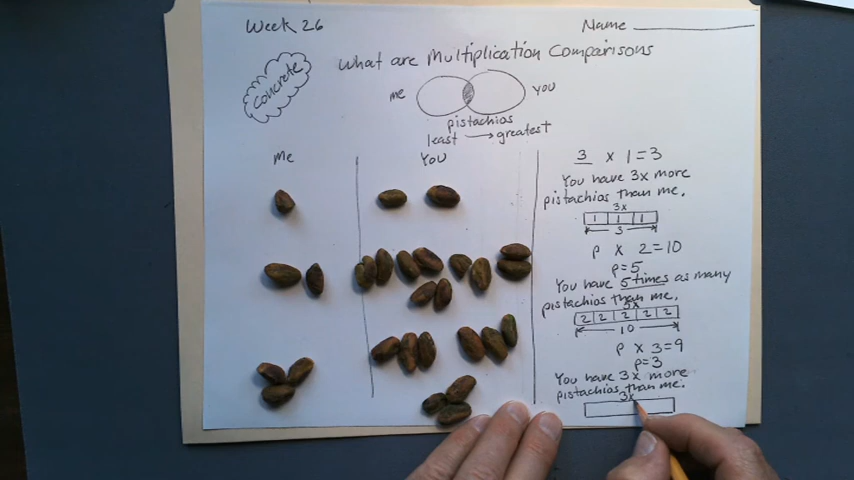 Week 26
Name
Concrete
What are Multiplication Comparisons
me
you
pistachios
least → greatest
me
You
3 x 1 = 3
You have 3x more
pistachios than me.
3x
1 1 1
3
p x 2 = 10
p = 5
You have 5 times as many
pistachios than me.
5x
2 2 2 2 2
10
p x 3 = 9
p = 3
You have 3x more
pistachios than me.
3x